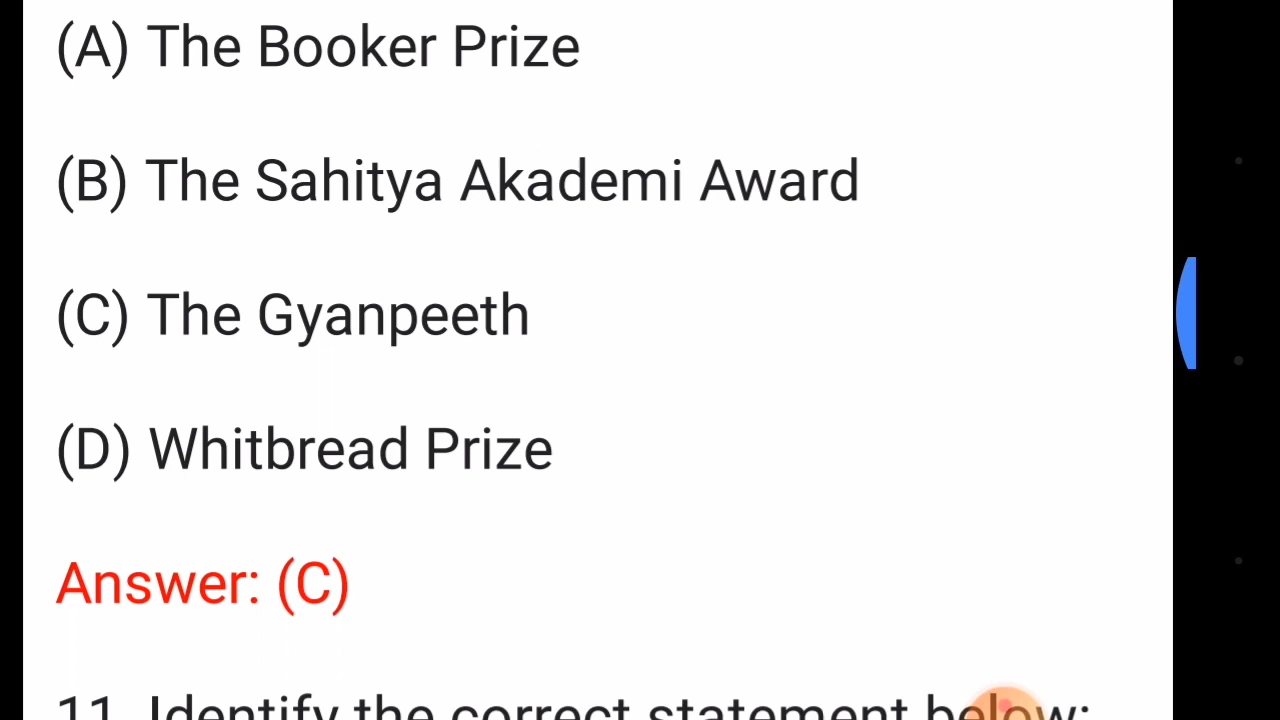 (A) The Booker Prize
(B) The Sahitya Akademi Award
(C) The Gyanpeeth
(D) Whitbread Prize
Answer: (C)
11. Identify the correct statement below: